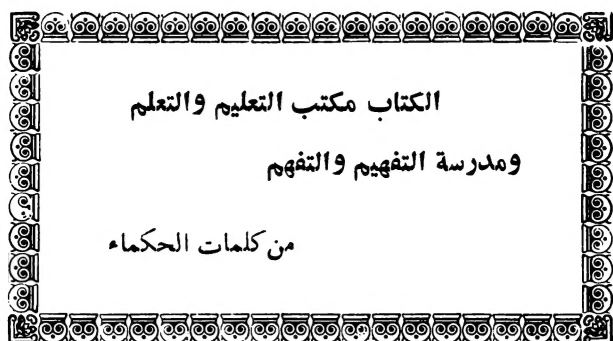 الكتاب مكتب التعليم والتعلم
ومدرسة التفهيم والتفهم
من كلمات الحكماء